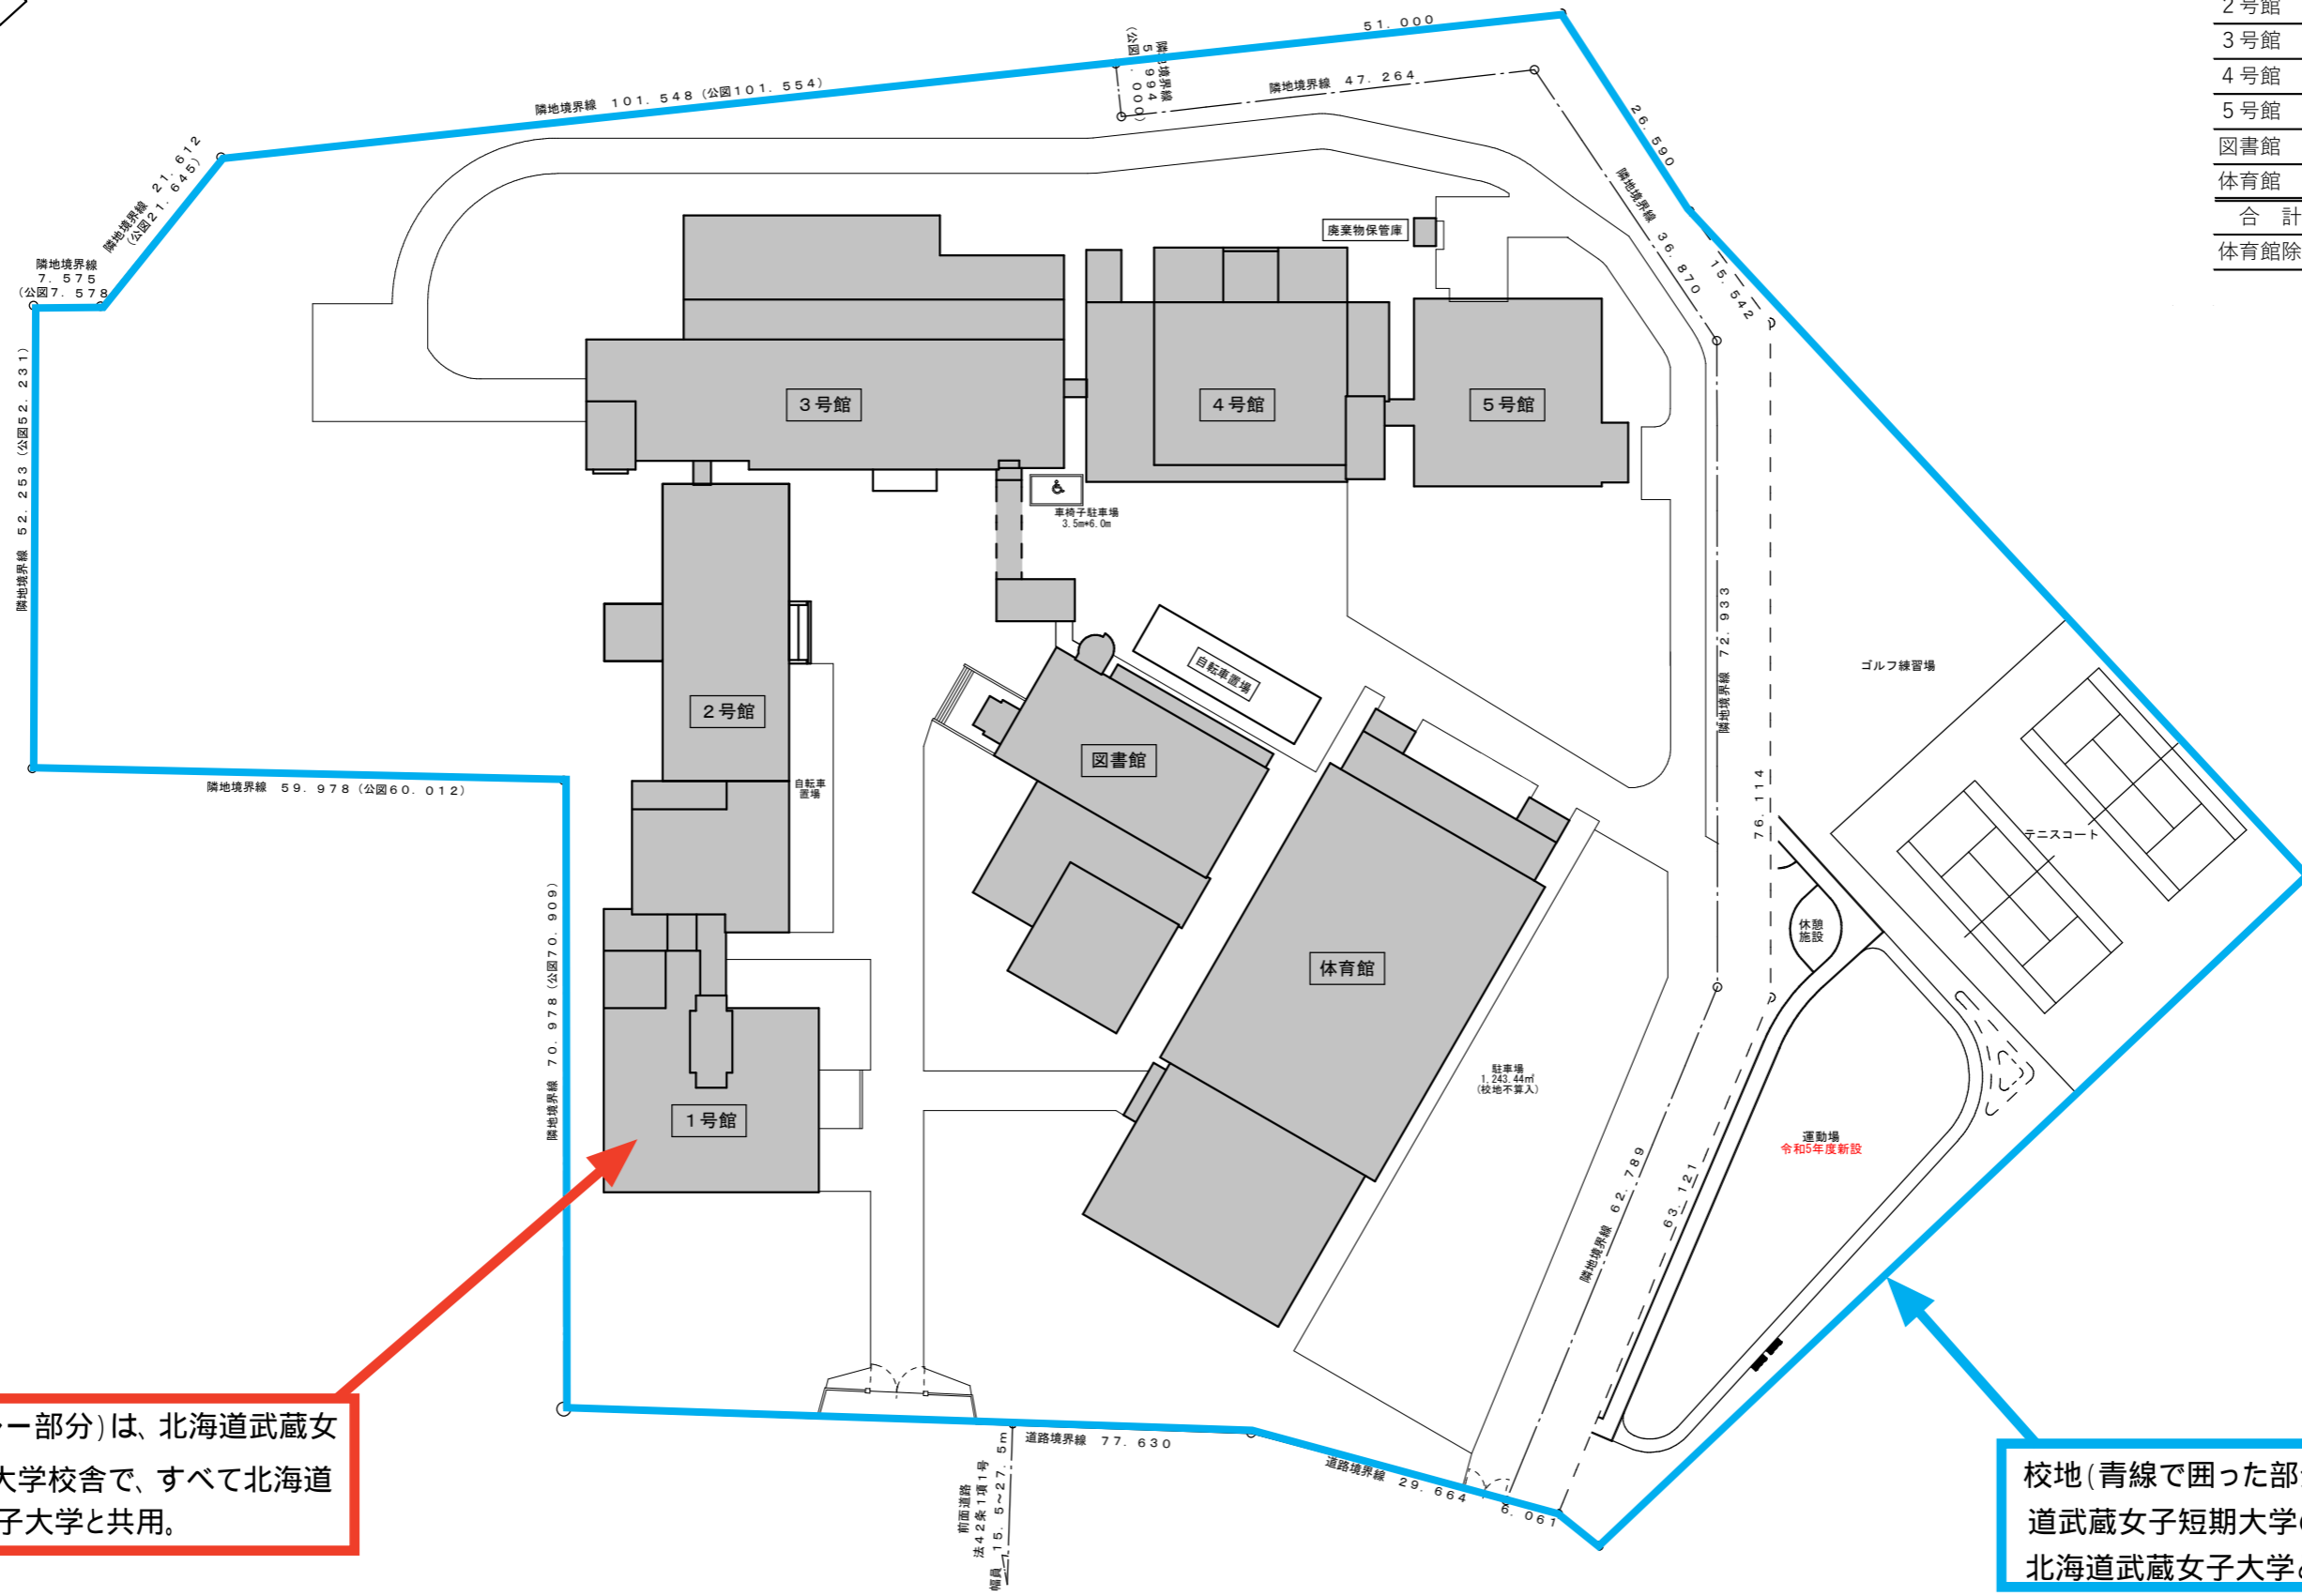 2号館
3号館
4号館
5号館
図書館
体育館
合 計
体育館除
51.000
隣地境界線
5.994
(公図 .000)
隣地境界線 47.264
隣地境界線 101.548(公図101.554)
26.590
隣地境界線 21.612
(公図21.645)
隣地境界線
7.575
(公図7.578
隣地境界線 36.870
15.542
廃棄物保管庫
隣地境界線 52.253(公図52.231)
3号館
4号館
5号館
車椅子駐車場
3.5m*6.0m
隣地境界線 72.933
ゴルフ練習場
自転車置場
2号館
図書館
自転車
置場
隣地境界線 59.978(公図60.012)
76.114
テニスコート
休憩
施設
隣地境界線 70.978(公図70.909)
体育館
駐車場
1,243.44㎡
(校地不算入)
1号館
運動場
令和5年度新設
隣地境界線 62.789
63.121
道路境界線 77.630
道路境界線 29.664
6.061
前面道路
法42条1項1号
幅員 15.5~27.5m
ー部分)は、北海道武蔵女
大学校舎で、すべて北海道
子大学と共用。
校地(青線で囲った部
道武蔵女子短期大学
北海道武蔵女子大学